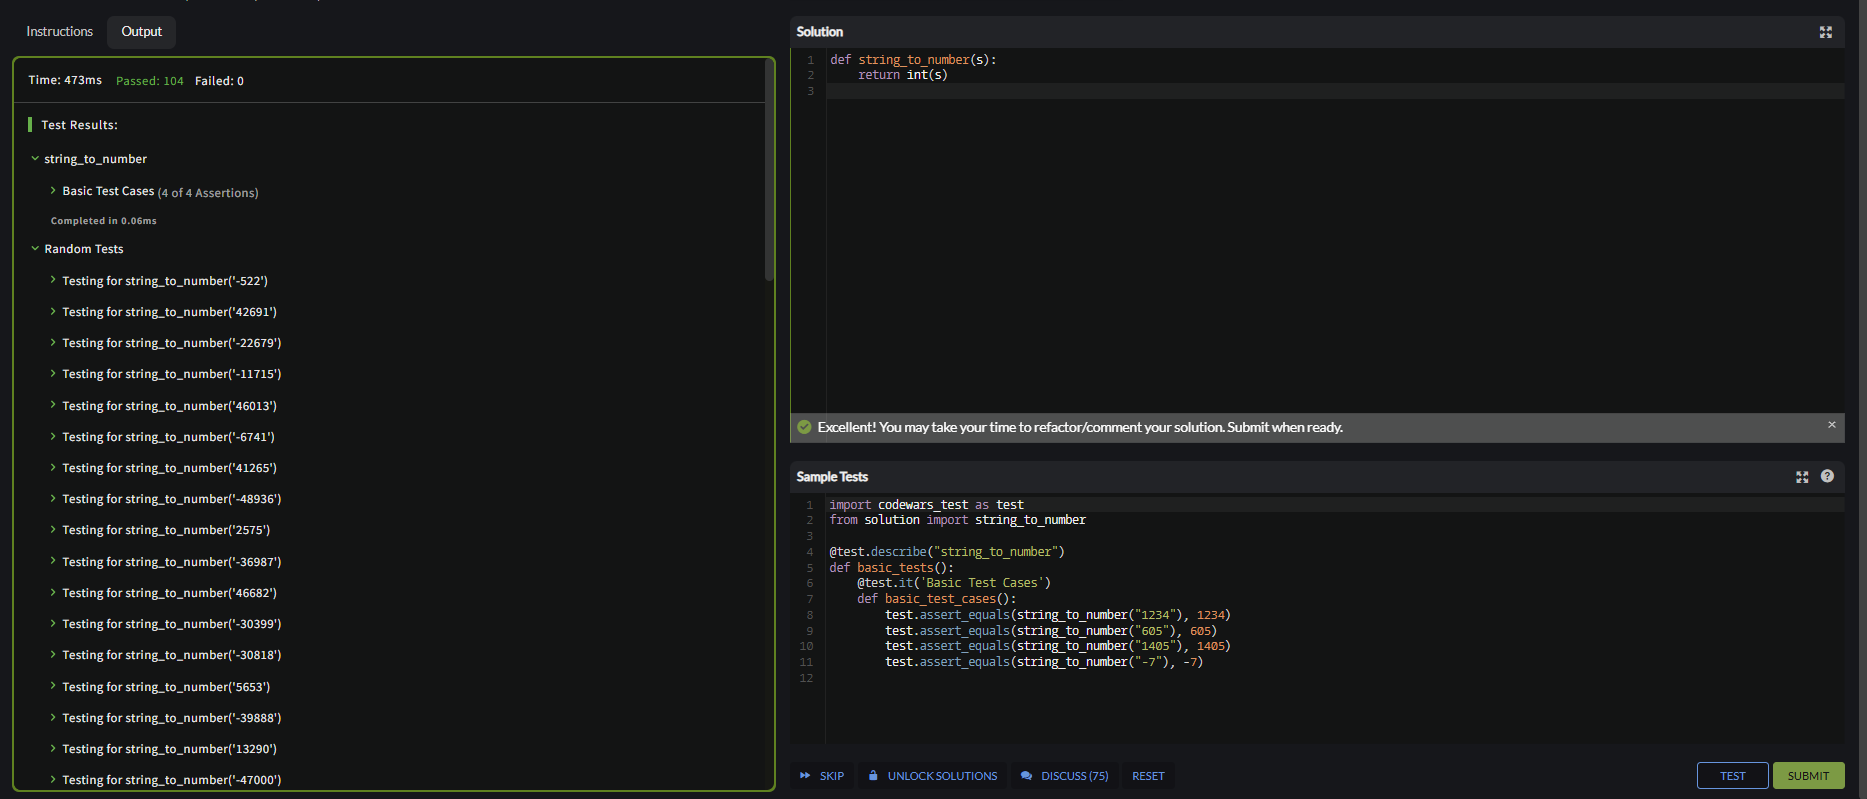 Instructions
Output
Time: 473ms Passed: 104 Failed: 0
Test Results:
string_to_number
Basic Test Cases (4 of 4 Assertions)
Completed in 0.06ms
Random Tests
Testing for string_to_number('-522')
Testing for string_to_number('42691')
Testing for string_to_number('-22679')
Testing for string_to_number('-11715')
Testing for string_to_number('46013')
Testing for string_to_number('-6741')
Testing for string_to_number('41265')
Testing for string_to_number('-48936')
Testing for string_to_number('2575')
Testing for string_to_number('-36987')
Testing for string_to_number('46682')
Testing for string_to_number('-30399')
Testing for string_to_number('-30818')
Testing for string_to_number('5653')
Testing for string_to_number('-39888')
Testing for string_to_number('13290')
Testing for string_to_number('-47000')
Solution
1 def string_to_number(s):
2     return int(s)
3
Excellent! You may take your time to refactor/comment your solution. Submit when ready.
×
Sample Tests
?
1 import codewars_test as test
2 from solution import string_to_number
3
4 @test.describe("string_to_number")
5 def basic_tests():
6     @test.it('Basic Test Cases')
7     def basic_test_cases():
8         test.assert_equals(string_to_number("1234"), 1234)
9         test.assert_equals(string_to_number("605"), 605)
10         test.assert_equals(string_to_number("1405"), 1405)
11         test.assert_equals(string_to_number("-7"), -7)
12
SKIP
UNLOCK SOLUTIONS
DISCUSS (75)
RESET
TEST
SUBMIT